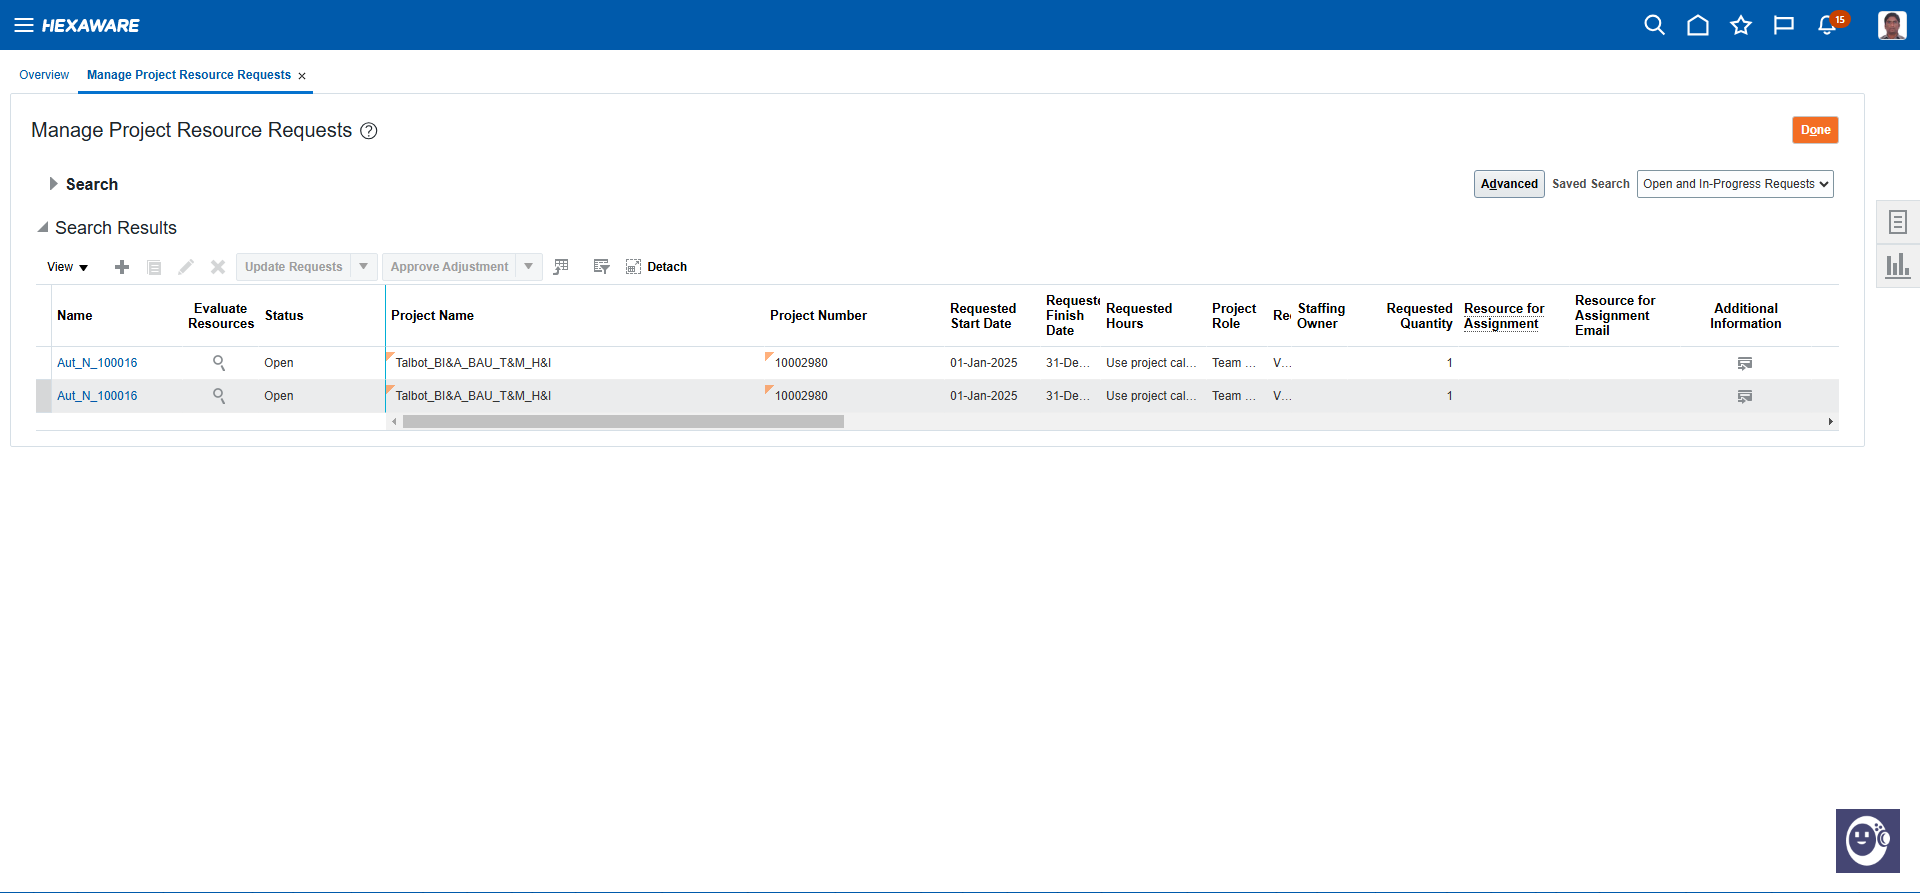 HEXAWARE
15
Overview
Manage Project Resource Requests
Manage Project Resource Requests
Done
Search
Advanced
Saved Search
Open and In-Progress Requests
Search Results
View
Update Requests
Approve Adjustment
Detach
Name
Evaluate Resources
Status
Project Name
Project Number
Requested Start Date
Requeste Finish Date
Requested Hours
Project Role
Re
Staffing Owner
Requested Quantity
Resource for Assignment
Resource for Assignment Email
Additional Information
Aut_N_100016 Open Talbot_BI&A_BAU_T&M_H&I 10002980 01-Jan-2025 31-De... Use project cal... Team ... V... 1
Aut_N_100016 Open Talbot_BI&A_BAU_T&M_H&I 10002980 01-Jan-2025 31-De... Use project cal... Team ... V... 1